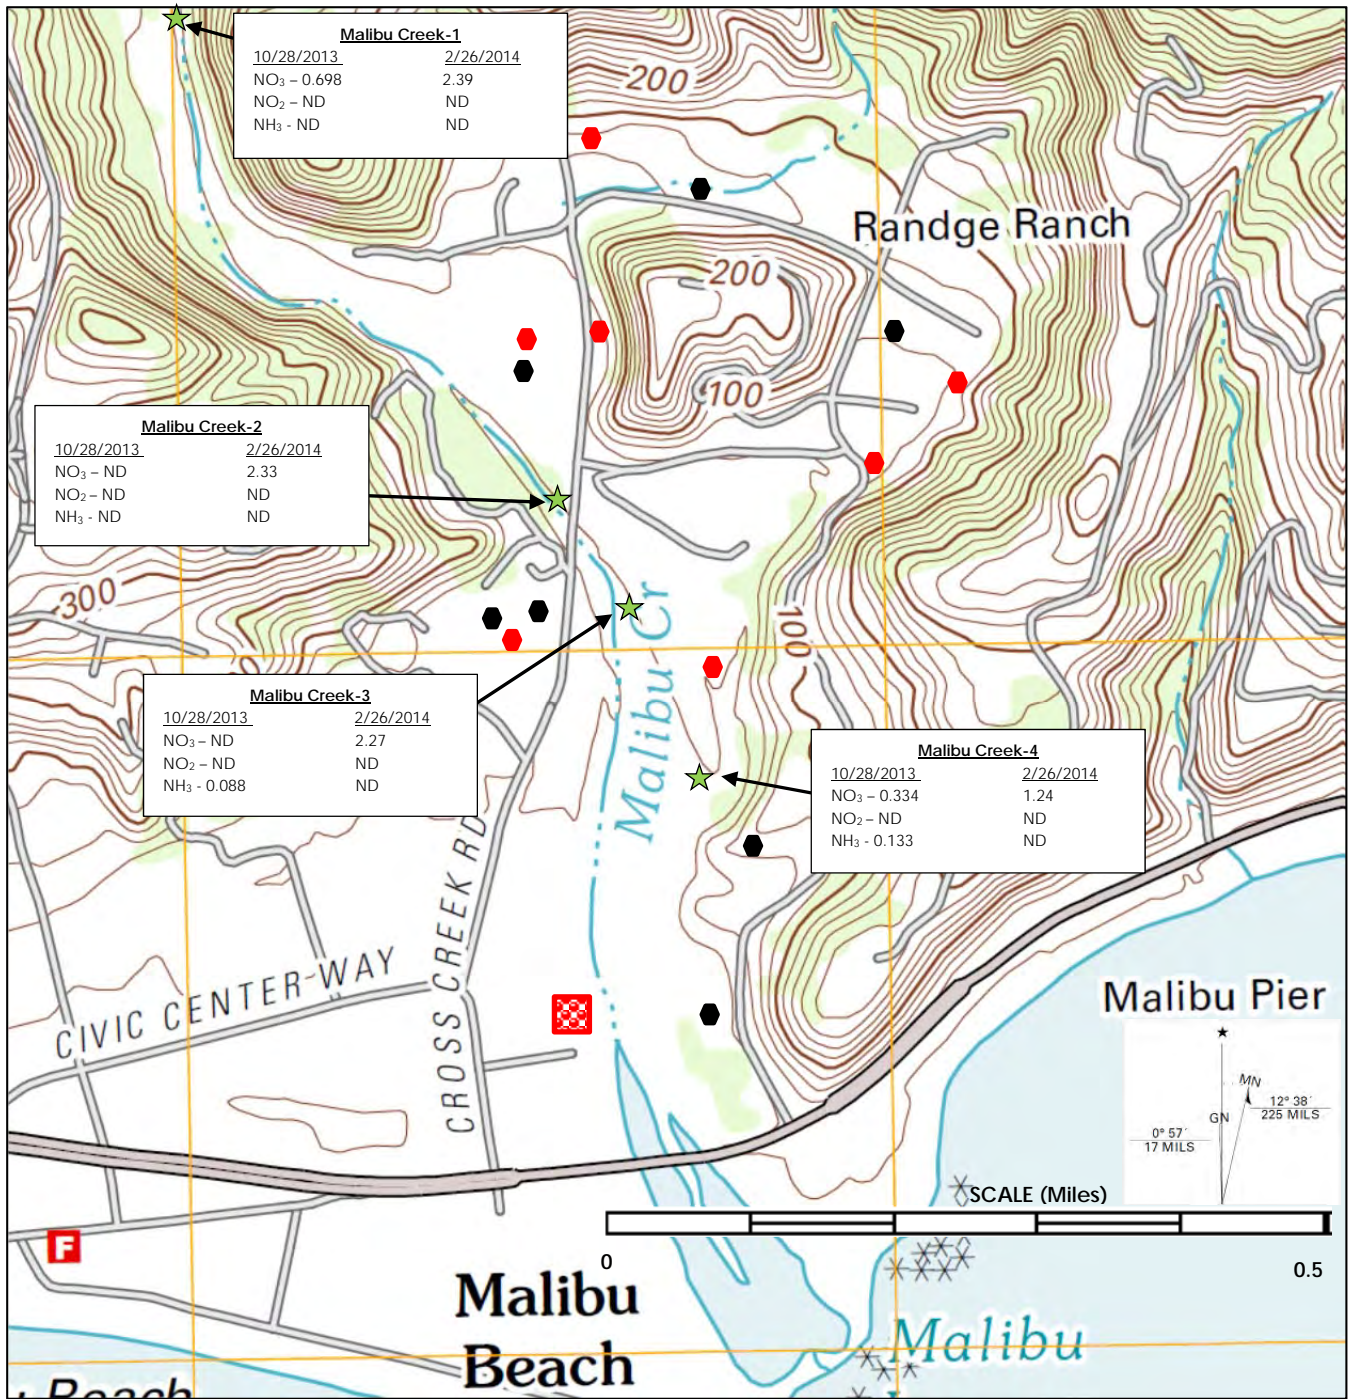 Malibu Creek-1
10/28/2013 2/26/2014
NO₃ – 0.698 2.39
NO₂ – ND ND
NH₃ - ND ND
200
Randge Ranch
200
100
Malibu Creek-2
10/28/2013 2/26/2014
NO₃ – ND 2.33
NO₂ – ND ND
NH₃ - ND ND
300
Malibu Cr
100
Malibu Creek-3
10/28/2013 2/26/2014
NO₃ – ND 2.27
NO₂ – ND ND
NH₃ - 0.088 ND
Malibu Creek-4
10/28/2013 2/26/2014
NO₃ – 0.334 1.24
NO₂ – ND ND
NH₃ - 0.133 ND
CROSS CREEK RD
CIVIC CENTER WAY
Malibu Pier
MN
GN
12° 38´
225 MILS
0° 57´
17 MILS
SCALE (Miles)
0 0.5
F
Malibu
Beach
Malibu
Beach